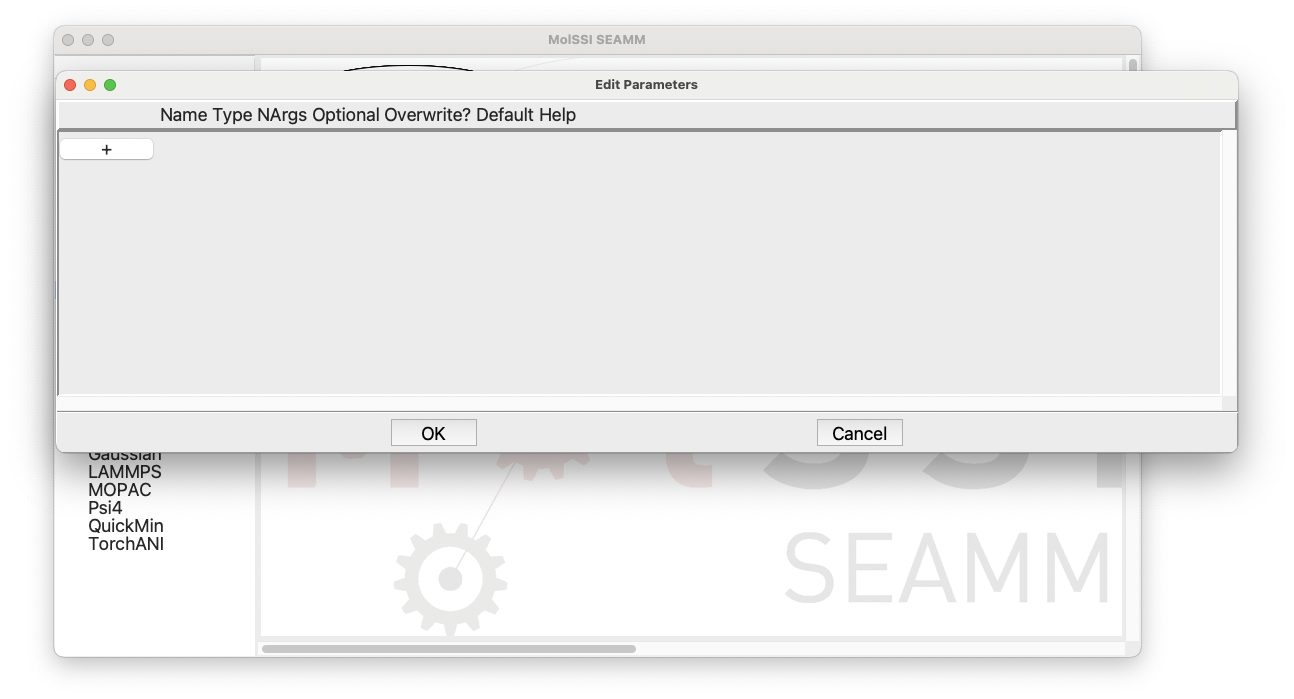 MolSSI SEAMM
Edit Parameters
Name Type NArgs Optional Overwrite? Default Help
+
OK
Cancel
Gaussian
LAMMPS
MOPAC
Psi4
QuickMin
TorchANI
SEAMM